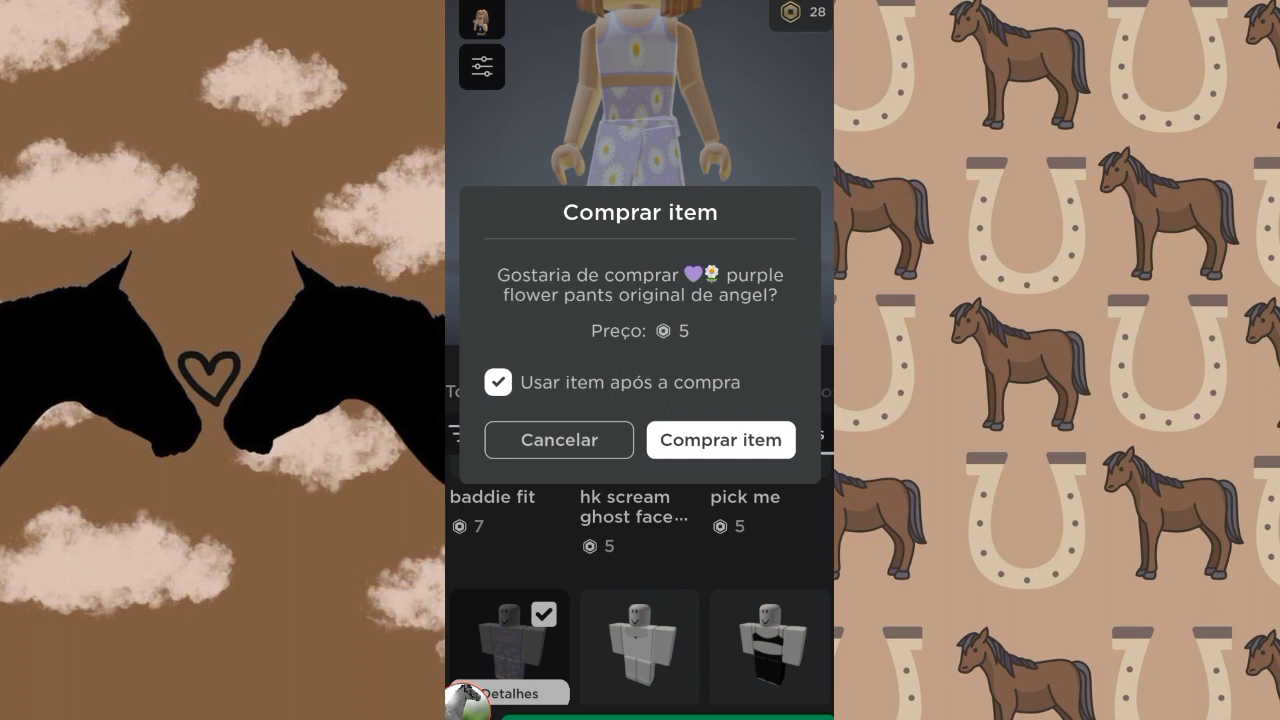 28
Comprar item
Gostaria de comprar 💜🌼 purple
flower pants original de angel?
Preço: 5
Usar item após a compra
Cancelar
Comprar item
baddie fit
7
hk scream
ghost face...
5
pick me
5
Detalhes